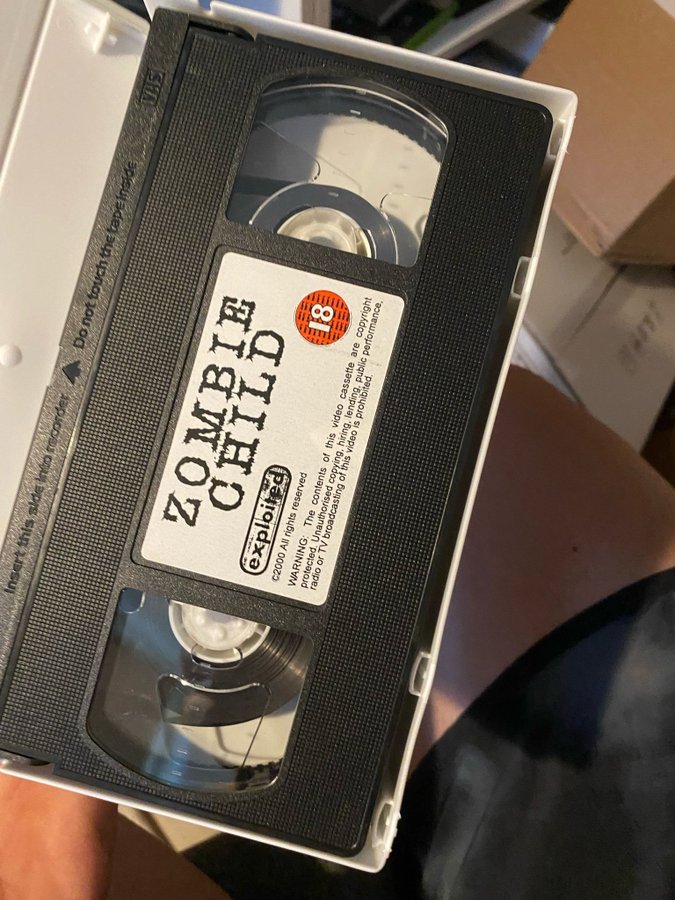 VHS
Insert this side into recorder. Do not touch the tape inside
ZOMBIE
CHILD
18
exploited
©2000 All rights reserved
WARNING: The contents of this video cassette are copyright
protected. Unauthorised copying, hiring, lending, public performance,
radio or TV broadcasting of this video is prohibited.